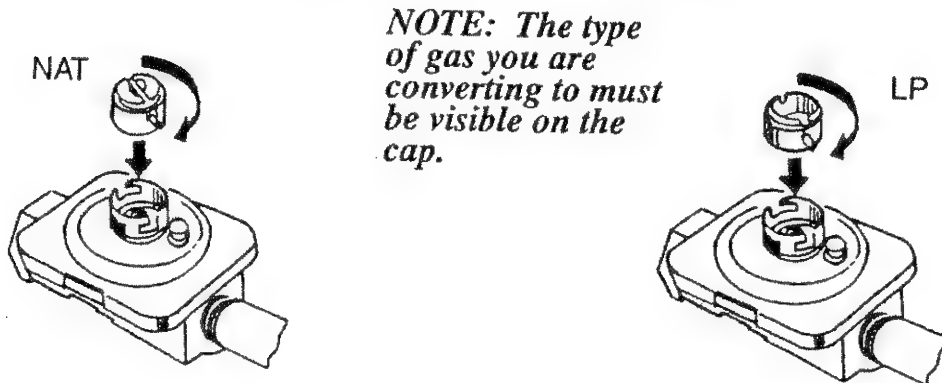 NAT
NOTE: The type
of gas you are
converting to must
be visible on the
cap.
LP